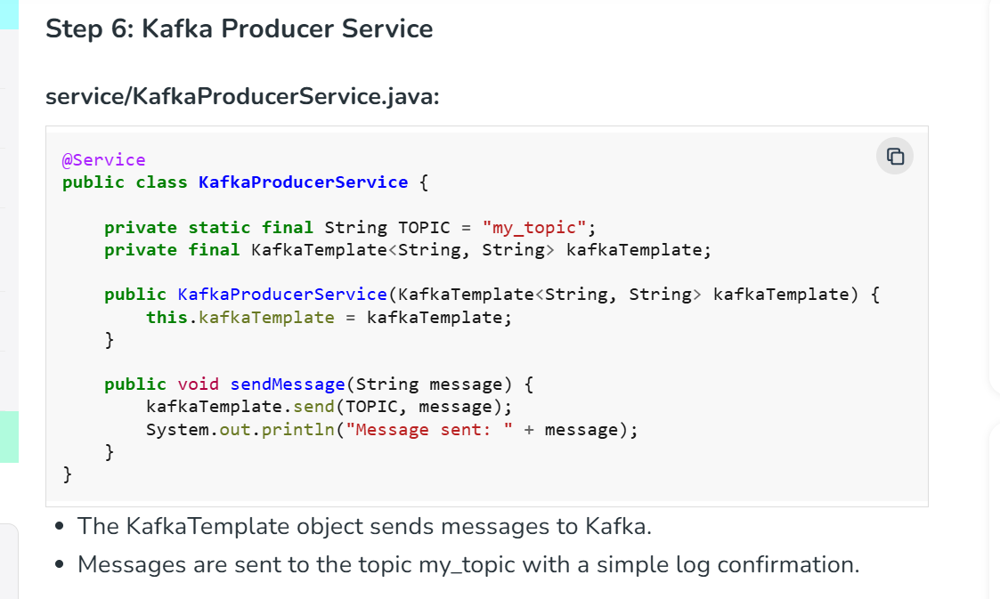 Step 6: Kafka Producer Service
service/KafkaProducerService.java:
@Service
public class KafkaProducerService {
    private static final String TOPIC = "my_topic";
    private final KafkaTemplate<String, String> kafkaTemplate;
    public KafkaProducerService(KafkaTemplate<String, String> kafkaTemplate) {
        this.kafkaTemplate = kafkaTemplate;
    }
    public void sendMessage(String message) {
        kafkaTemplate.send(TOPIC, message);
        System.out.println("Message sent: " + message);
    }
}
• The KafkaTemplate object sends messages to Kafka.
• Messages are sent to the topic my_topic with a simple log confirmation.